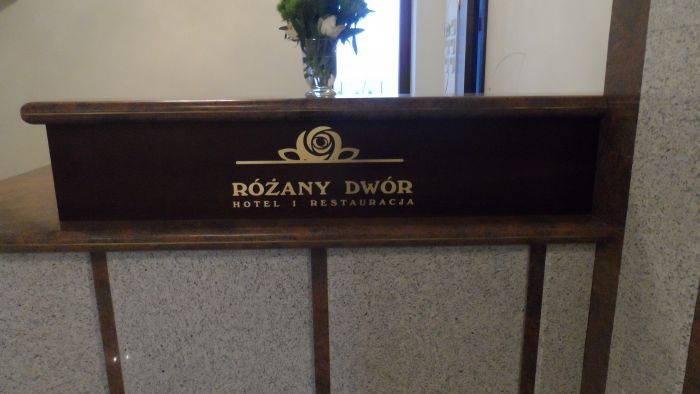 RÓŻANY DWÓR
HOTEL I RESTAURACJA